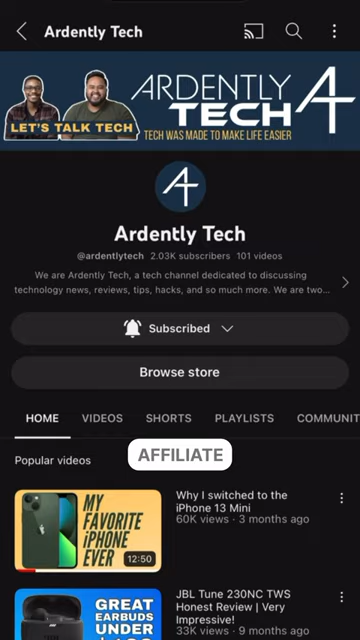 Ardently Tech
ARDENTLY
TECH
LET'S TALK TECH
TECH WAS MADE TO MAKE LIFE EASIER
Ardently Tech
@ardentlytech 2.03K subscribers 101 videos
We are Ardently Tech, a tech channel dedicated to discussing
technology news, reviews, tips, hacks, and so much more. We are two...
Subscribed
Browse store
HOME VIDEOS SHORTS PLAYLISTS COMMUNIT
AFFILIATE
Popular videos
MY
FAVORITE
iPHONE
EVER
12:50
Why I switched to the
iPhone 13 Mini
60K views · 3 months ago
GREAT
EARBUDS
UNDER
JBL Tune 230NC TWS
Honest Review | Very
Impressive!
33K views · 9 months ago